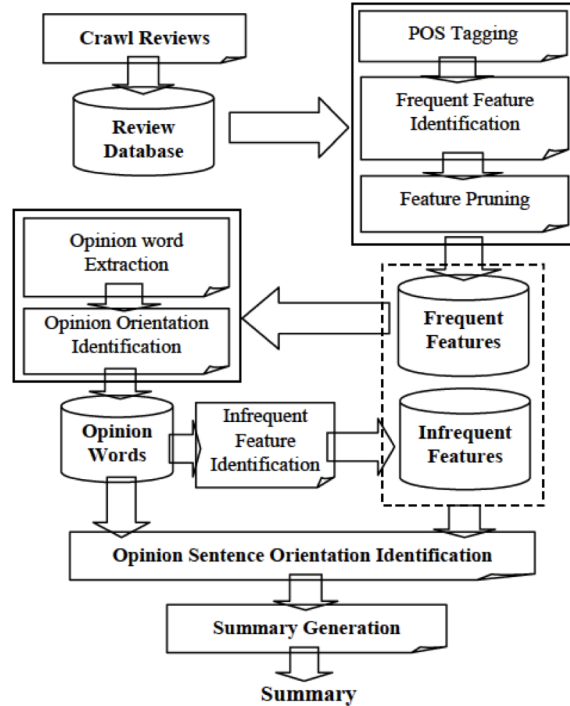 Crawl Reviews
Review
Database
POS Tagging
Frequent Feature
Identification
Feature Pruning
Opinion word
Extraction
Opinion Orientation
Identification
Frequent
Features
Opinion
Words
Infrequent
Feature
Identification
Infrequent
Features
Opinion Sentence Orientation Identification
Summary Generation
Summary